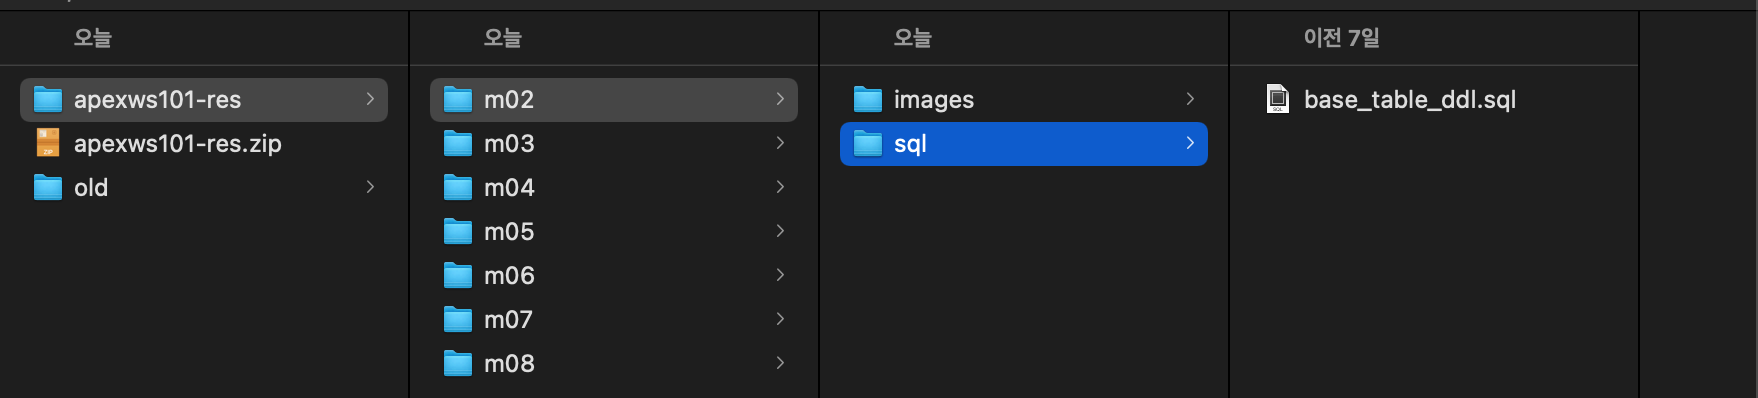 오늘
apexws101-res
apexws101-res.zip
old
오늘
m02
m03
m04
m05
m06
m07
m08
오늘
images
sql
이전 7일
base_table_ddl.sql